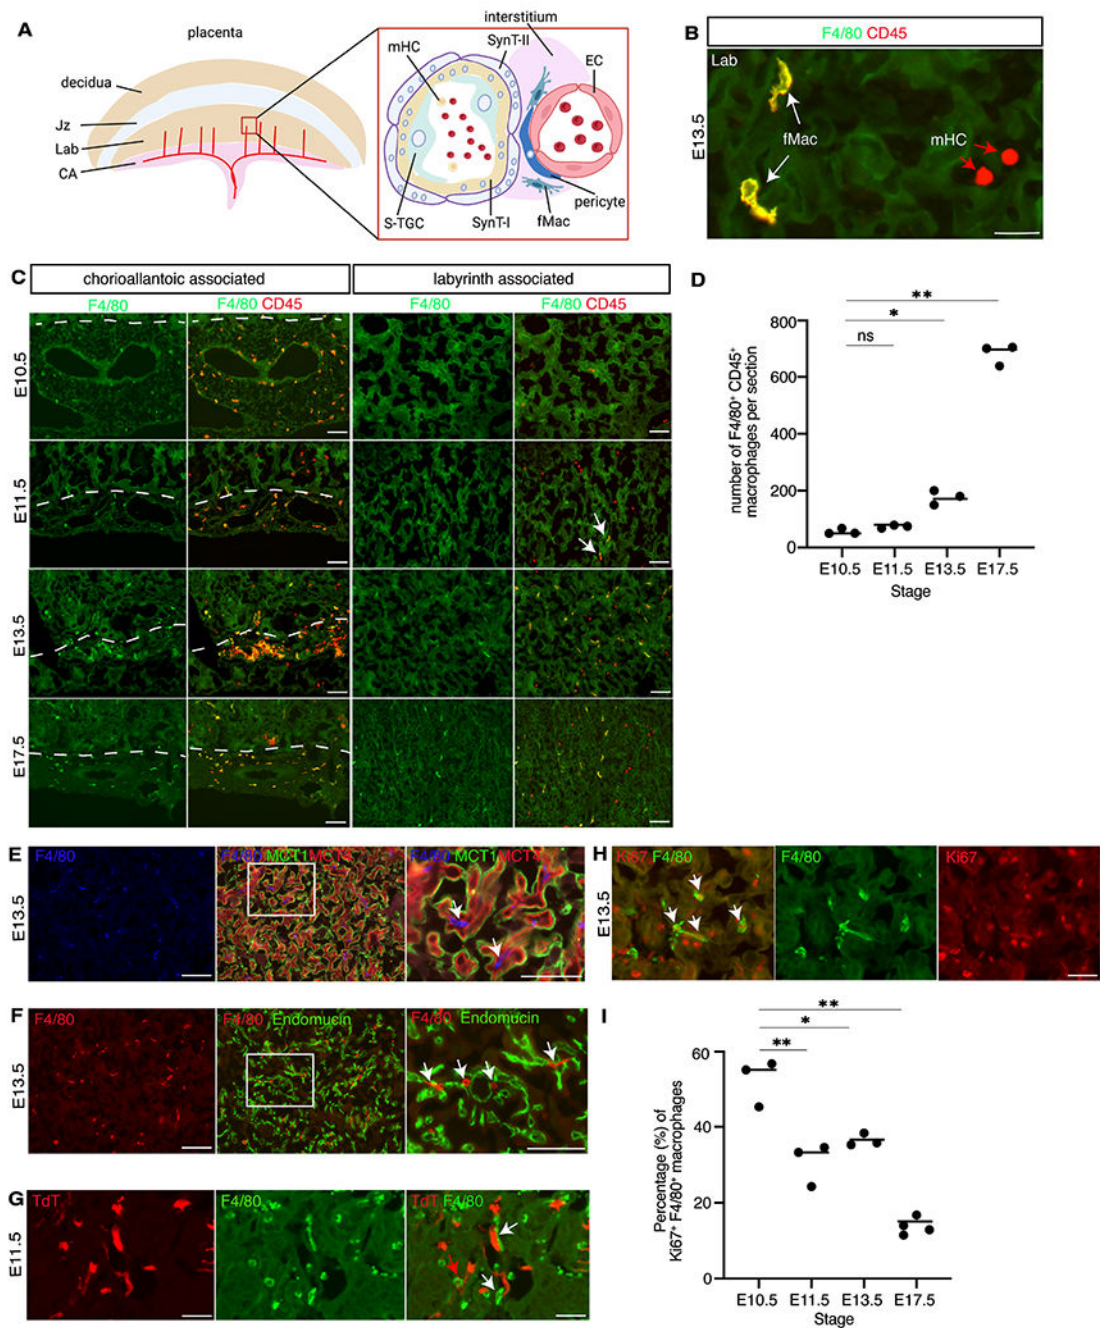 A
placenta
decidua
Jz
Lab
CA
interstitium
mHC
SynT-II
EC
S-TGC
SynT-I
fMac
pericyte
B
F4/80 CD45
E13.5
Lab
fMac
mHC
C
chorioallantoic associated
labyrinth associated
F4/80
F4/80 CD45
F4/80
F4/80 CD45
E10.5
E11.5
E13.5
E17.5
D
**
*
ns
number of F4/80⁺ CD45⁺
macrophages per section
800
600
400
200
0
E10.5
E11.5
E13.5
E17.5
Stage
E
E13.5
F4/80
F4/80 MCT1 MCT4
F4/80 MCT1 MCT4
F
E13.5
F4/80
F4/80 Endomucin
F4/80 Endomucin
G
E11.5
TdT
F4/80
TdT F4/80
H
E13.5
Ki67 F4/80
F4/80
Ki67
I
**
*
**
Percentage (%) of
Ki67⁺ F4/80⁺ macrophages
60
40
20
0
E10.5
E11.5
E13.5
E17.5
Stage